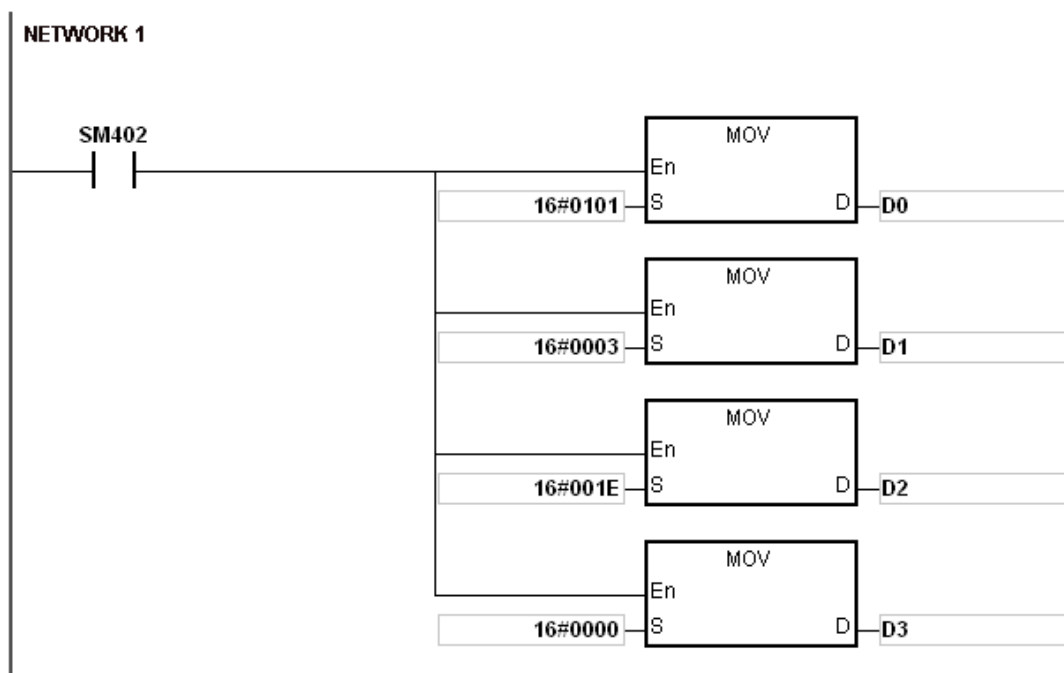 NETWORK 1
SM402
MOV
En
16#0101 S D D0
MOV
En
16#0003 S D D1
MOV
En
16#001E S D D2
MOV
En
16#0000 S D D3